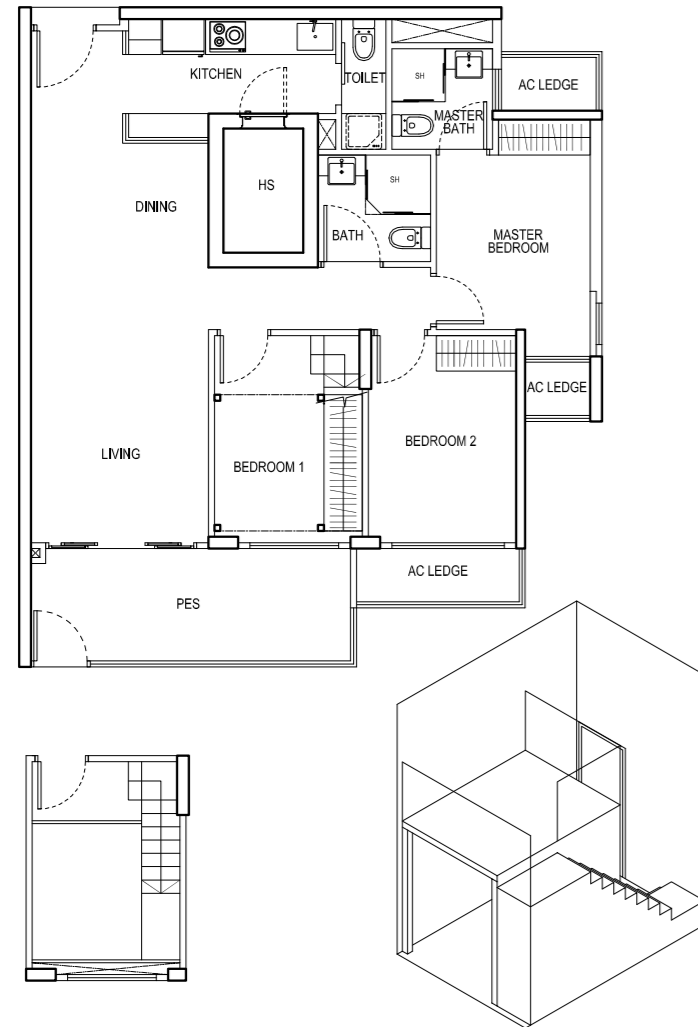 KITCHEN
TOILET
SH
MASTER
BATH
AC LEDGE
HS
SH
DINING
BATH
MASTER
BEDROOM
AC LEDGE
LIVING
BEDROOM 1
BEDROOM 2
AC LEDGE
PES